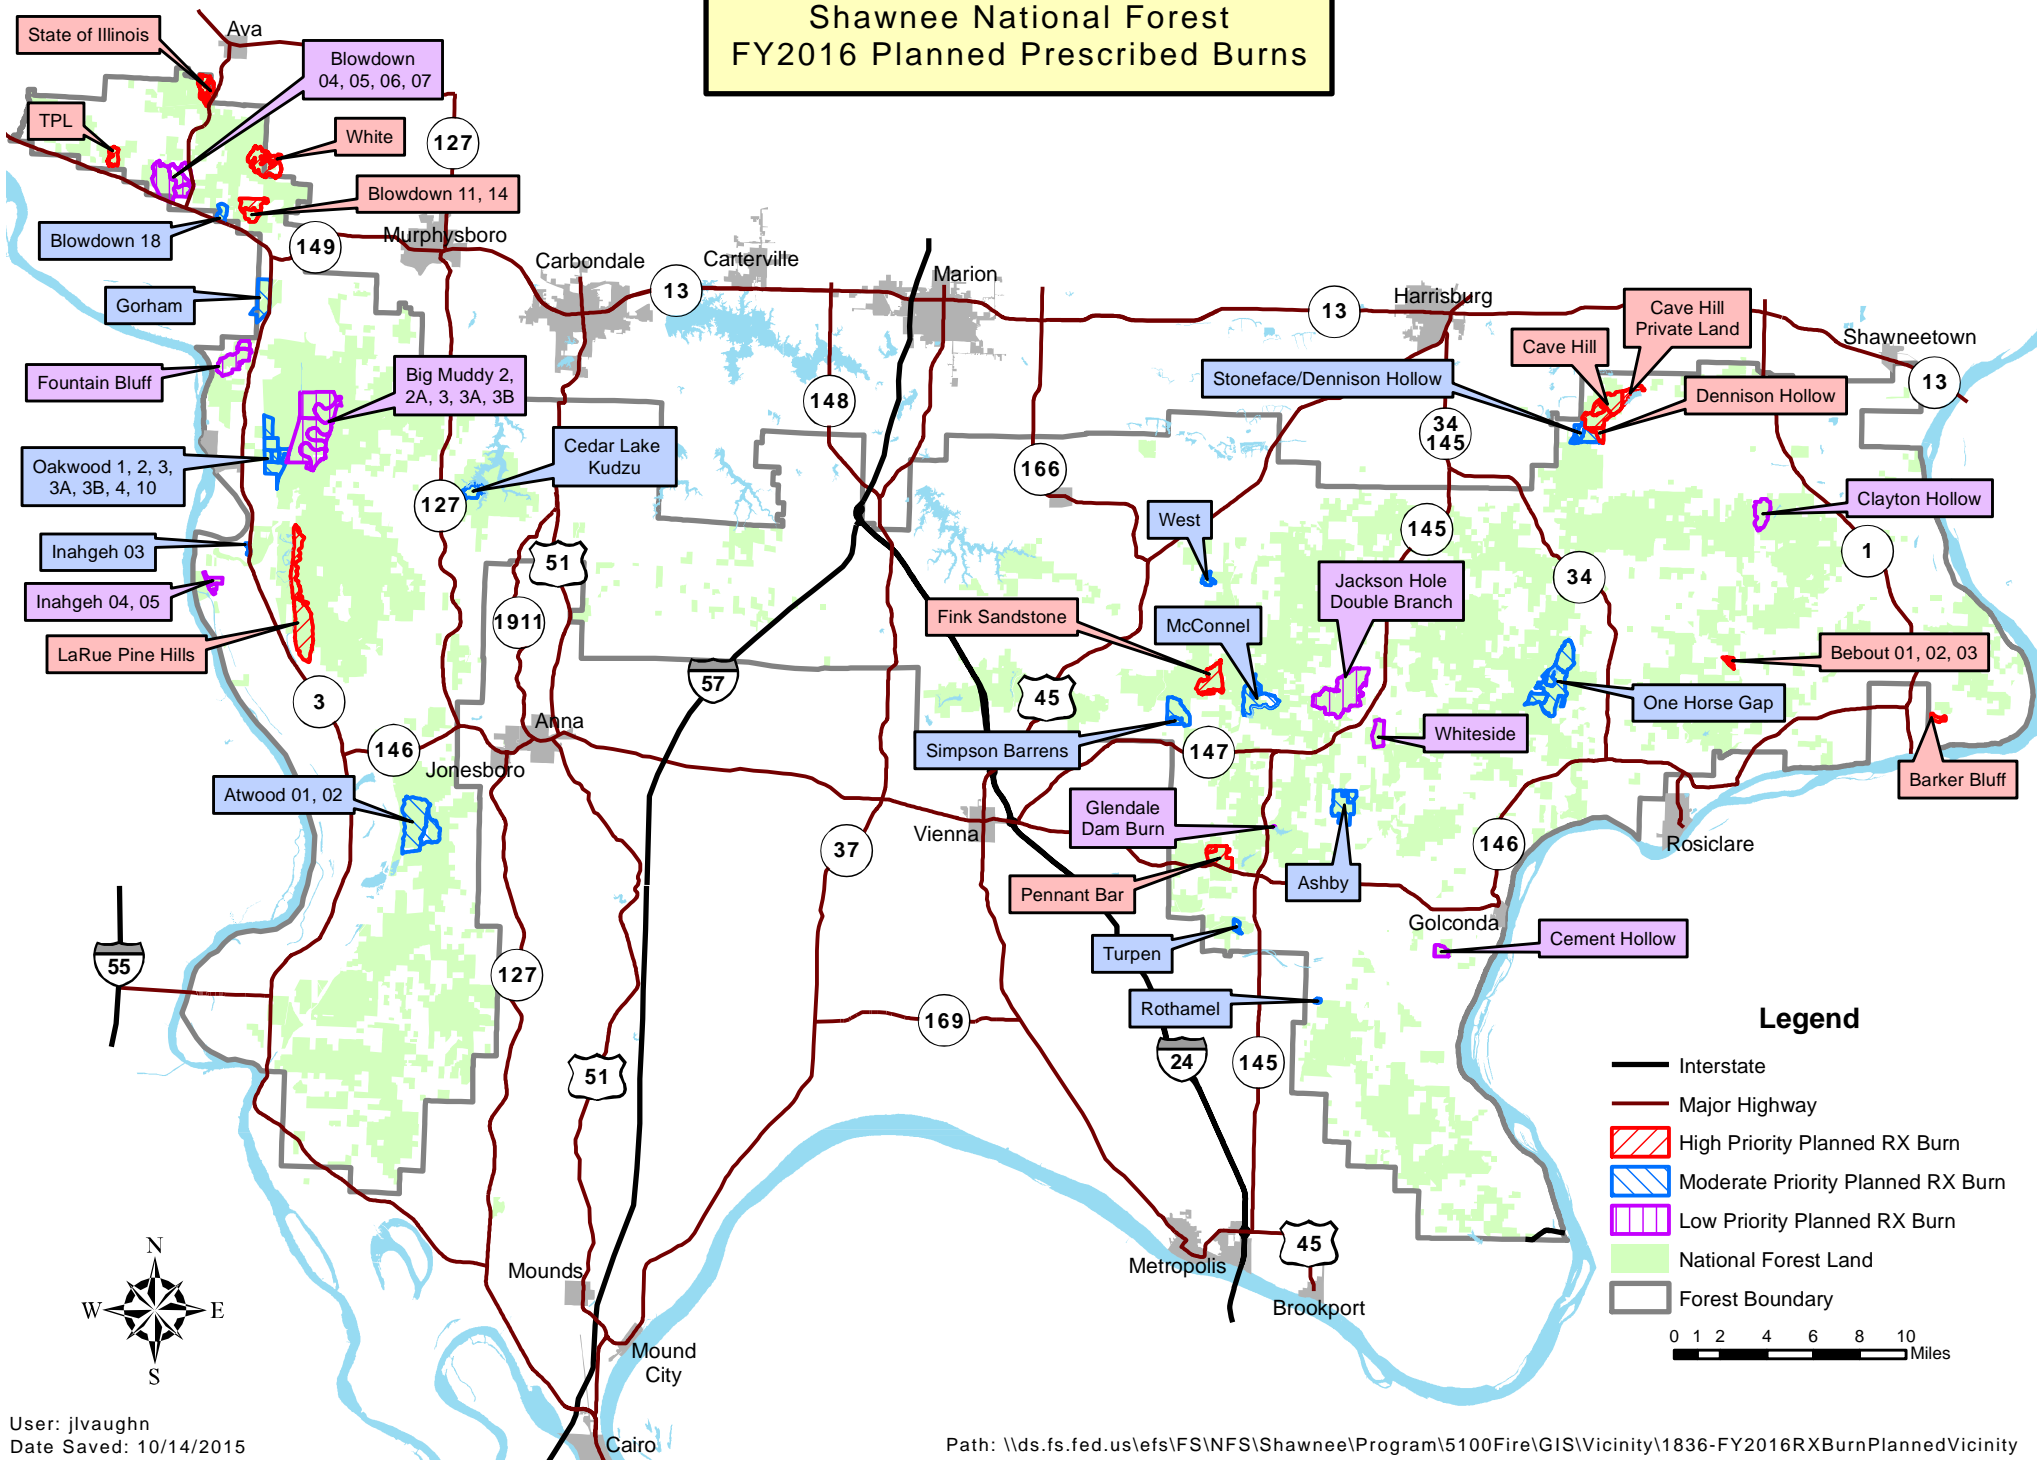 Shawnee National Forest
FY2016 Planned Prescribed Burns
State of Illinois
Ava
Blowdown
04, 05, 06, 07
TPL
White
127
Blowdown 11, 14
Blowdown 18
149
Murphysboro
Carbondale
13
Carterville
Marion
13
Harrisburg
Cave Hill
Private Land
Cave Hill
Shawneetown
13
Gorham
Fountain Bluff
Big Muddy 2,
2A, 3, 3A, 3B
148
Stoneface/Dennison Hollow
34
145
Dennison Hollow
Oakwood 1, 2, 3,
3A, 3B, 4, 10
Cedar Lake
Kudzu
127
166
Clayton Hollow
West
145
1
Inahgeh 03
51
34
Inahgeh 04, 05
1911
Jackson Hole
Double Branch
Fink Sandstone
McConnel
LaRue Pine Hills
Bebout 01, 02, 03
57
3
45
One Horse Gap
Anna
146
Jonesboro
Simpson Barrens
147
Whiteside
Barker Bluff
Atwood 01, 02
Glendale
Dam Burn
Vienna
37
146
Rosiclare
Pennant Bar
Ashby
Golconda
Turpen
Cement Hollow
55
127
Rothamel
169
24
145
51
Legend
Interstate
Major Highway
High Priority Planned RX Burn
Moderate Priority Planned RX Burn
Low Priority Planned RX Burn
National Forest Land
Forest Boundary
0 1 2 4 6 8 10
Miles
45
Metropolis
Brookport
Mounds
Mound
City
Cairo
N
W E
S
User: jlvaughn
Date Saved: 10/14/2015
Path: \\ds.fs.fed.us\efs\FS\NFS\Shawnee\Program\5100Fire\GIS\Vicinity\1836-FY2016RXBurnPlannedVicinity